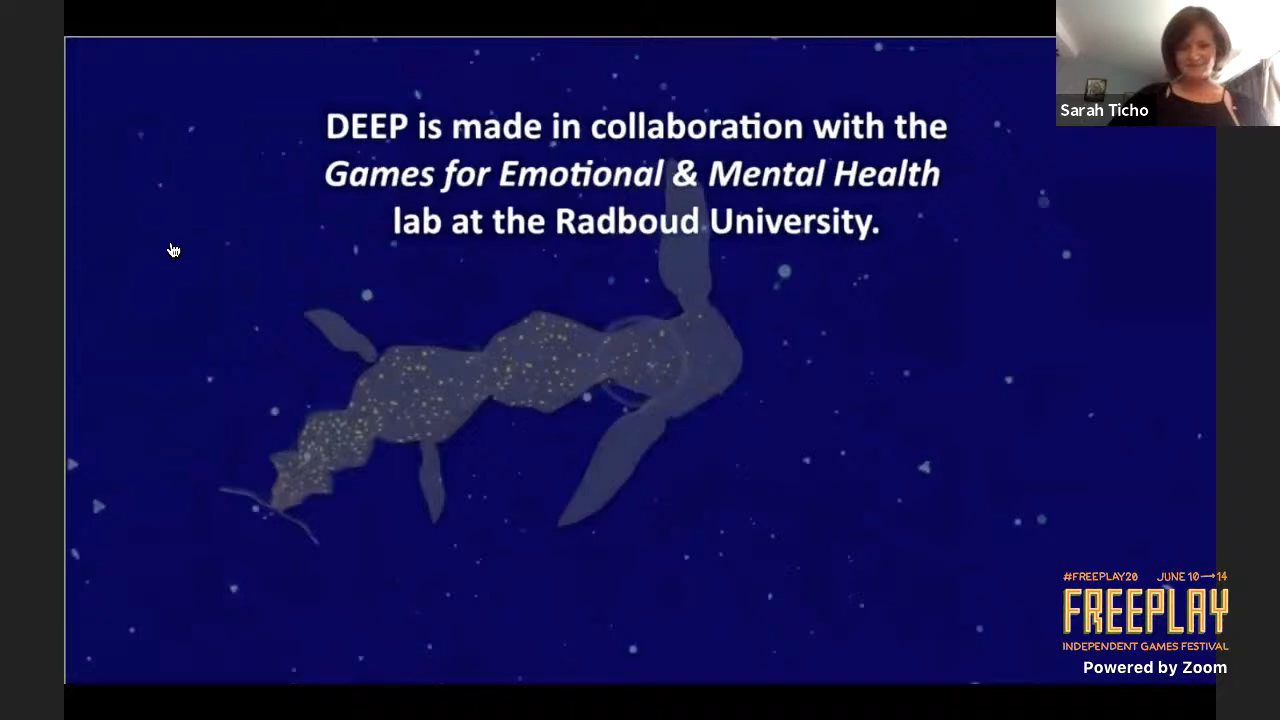 DEEP is made in collaboration with the
Games for Emotional & Mental Health
lab at the Radboud University.
Sarah Ticho
#FREEPLAY20 JUNE 10→14
FREEPLAY
INDEPENDENT GAMES FESTIVAL
Powered by Zoom